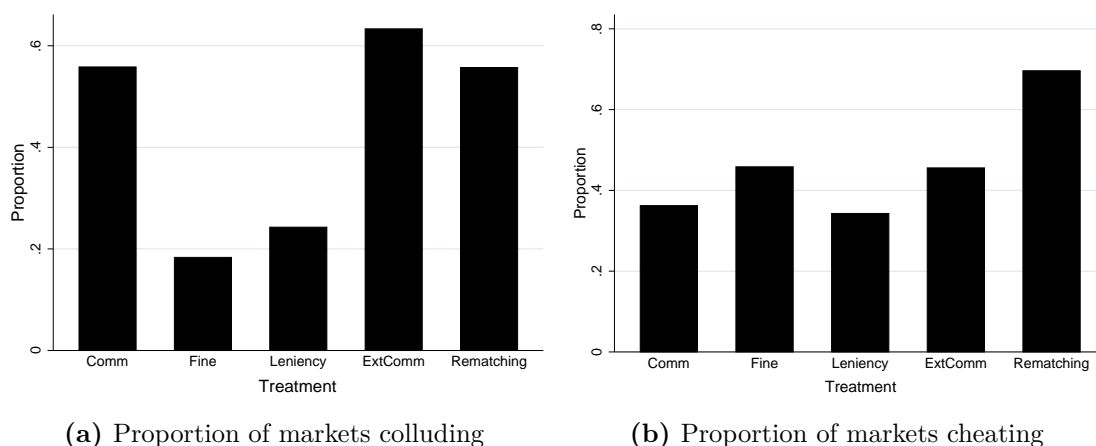 Proportion
0 .2 .4 .6
Comm Fine Leniency ExtComm Rematching
Treatment
(a) Proportion of markets colluding
Proportion
0 .2 .4 .6 .8
Comm Fine Leniency ExtComm Rematching
Treatment
(b) Proportion of markets cheating